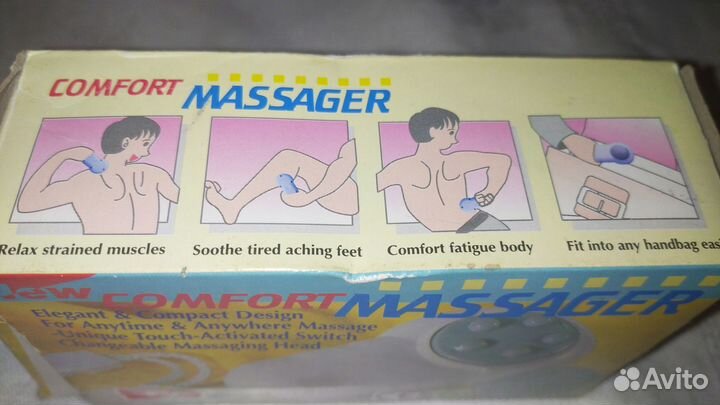 COMFORT MASSAGER
Relax strained muscles
Soothe tired aching feet
Comfort fatigue body
Fit into any handbag eas
New COMFORT MASSAGER
Elegant & Compact Design
For Anytime & Anywhere Massage
-Unique Touch-Activated Switch
Changeable Massaging Head
Avito